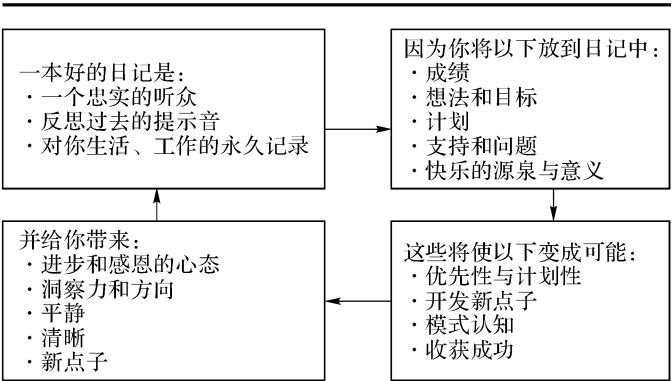 一本好的日记是：
·一个忠实的听众
·反思过去的提示音
·对你生活、工作的永久记录
因为你将以下放到日记中：
·成绩
·想法和目标
·计划
·支持和问题
·快乐的源泉与意义
这些将使以下变成可能：
·优先性与计划性
·开发新点子
·模式认知
·收获成功
并给你带来：
·进步和感恩的心态
·洞察力和方向
·平静
·清晰
·新点子